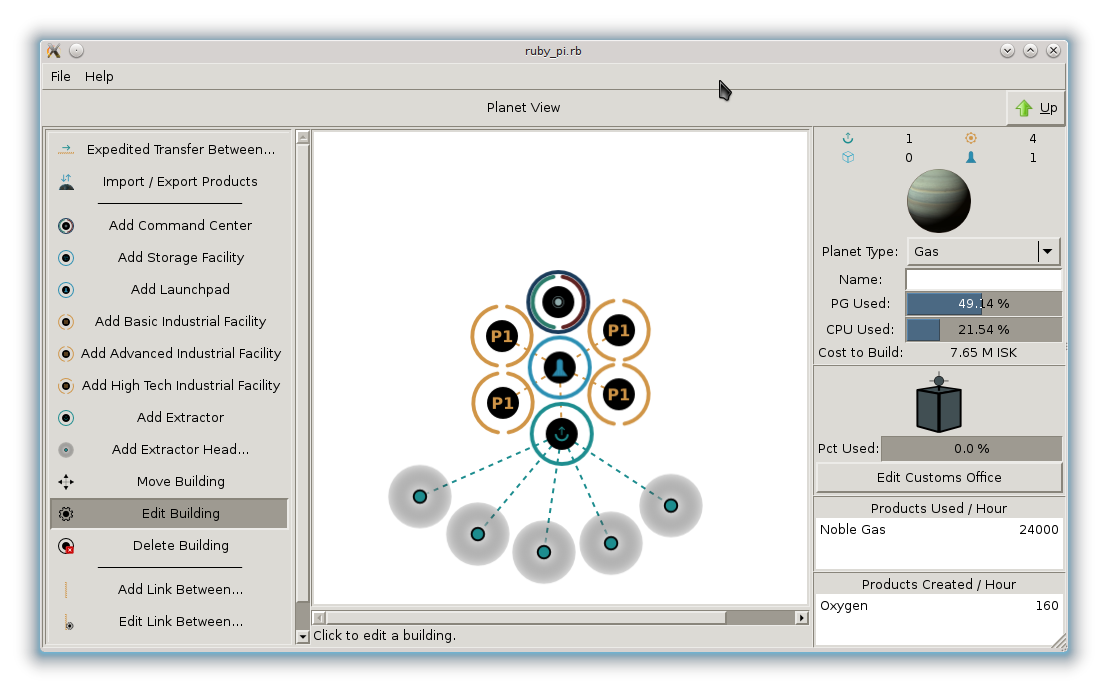 ruby_pi.rb
File Help
Planet View
Up
Expedited Transfer Between...
Import / Export Products
Add Command Center
Add Storage Facility
Add Launchpad
Add Basic Industrial Facility
Add Advanced Industrial Facility
Add High Tech Industrial Facility
Add Extractor
Add Extractor Head...
Move Building
Edit Building
Delete Building
Add Link Between...
Edit Link Between...
P1 P1
P1 P1
Click to edit a building.
1 4
0 1
Planet Type: Gas
Name:
PG Used: 49.14 %
CPU Used: 21.54 %
Cost to Build: 7.65 M ISK
Pct Used: 0.0 %
Edit Customs Office
Products Used / Hour
Noble Gas 24000
Products Created / Hour
Oxygen 160